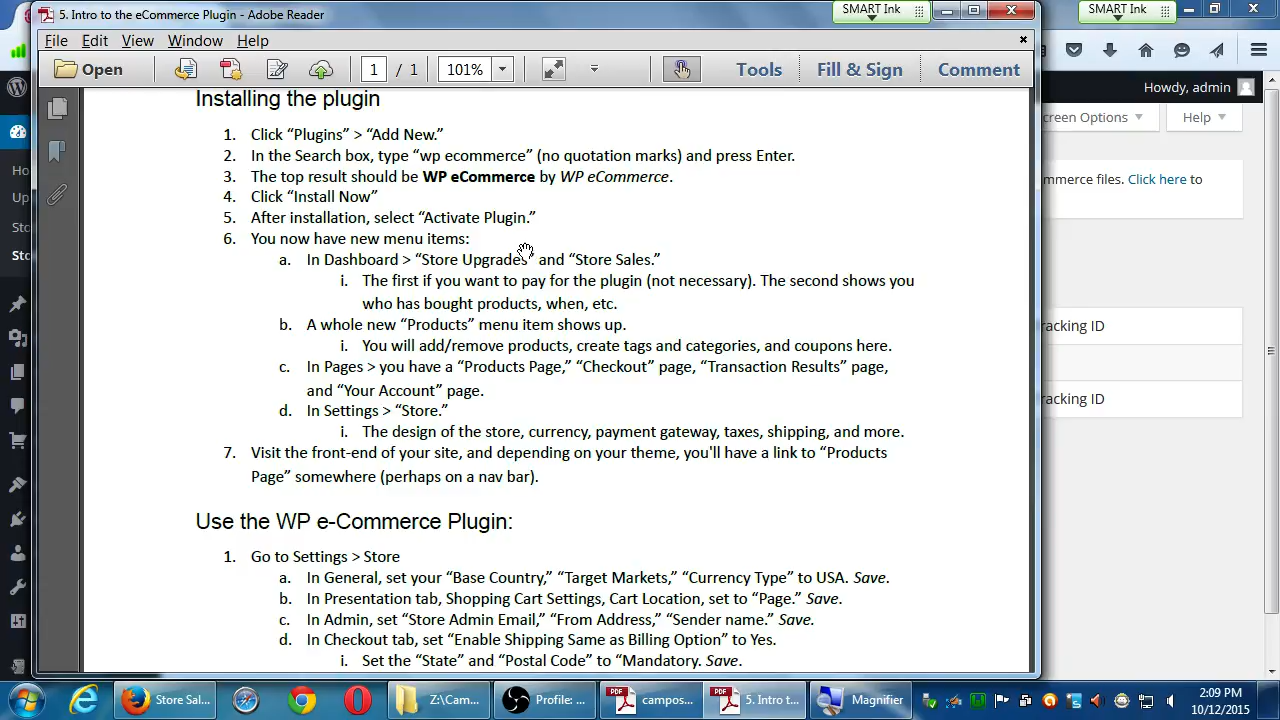 5. Intro to the eCommerce Plugin - Adobe Reader
SMART Ink
SMART Ink
File Edit View Window Help
Open
1 / 1
101%
Tools
Fill & Sign
Comment
Howdy, admin
Help
Installing the plugin
1. Click “Plugins” > “Add New.”
2. In the Search box, type “wp ecommerce” (no quotation marks) and press Enter.
3. The top result should be WP eCommerce by WP eCommerce.
4. Click “Install Now”
5. After installation, select “Activate Plugin.”
6. You now have new menu items:
a. In Dashboard > “Store Upgrades” and “Store Sales.”
i. The first if you want to pay for the plugin (not necessary). The second shows you
who has bought products, when, etc.
b. A whole new “Products” menu item shows up.
i. You will add/remove products, create tags and categories, and coupons here.
c. In Pages > you have a “Products Page,” “Checkout” page, “Transaction Results” page,
and “Your Account” page.
d. In Settings > “Store.”
i. The design of the store, currency, payment gateway, taxes, shipping, and more.
7. Visit the front-end of your site, and depending on your theme, you'll have a link to “Products
Page” somewhere (perhaps on a nav bar).
Use the WP e-Commerce Plugin:
1. Go to Settings > Store
a. In General, set your “Base Country,” “Target Markets,” “Currency Type” to USA. Save.
b. In Presentation tab, Shopping Cart Settings, Cart Location, set to “Page.” Save.
c. In Admin, set “Store Admin Email,” “From Address,” “Sender name.” Save.
d. In Checkout tab, set “Enable Shipping Same as Billing Option” to Yes.
i. Set the “State” and “Postal Code” to “Mandatory. Save.
creen Options
mmerce files. Click here to
racking ID
racking ID
Ho
Up
Sto
Sto
Store Sal...
Z:\Cam...
Profile: ...
campos...
5. Intro t...
Magnifier
2:09 PM
10/12/2015